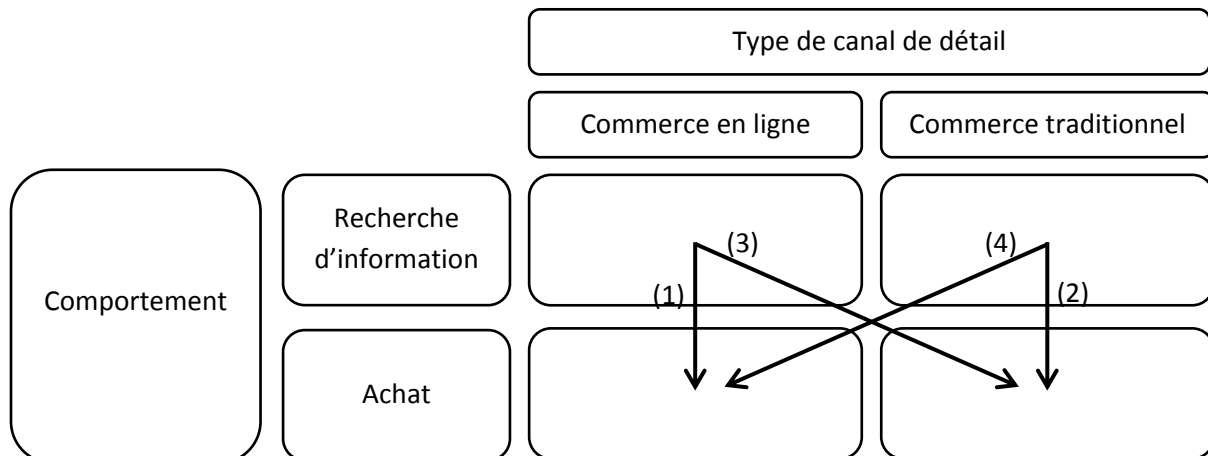 Type de canal de détail
Commerce en ligne
Commerce traditionnel
Comportement
Recherche
d’information
(3)
(4)
(1)
(2)
Achat